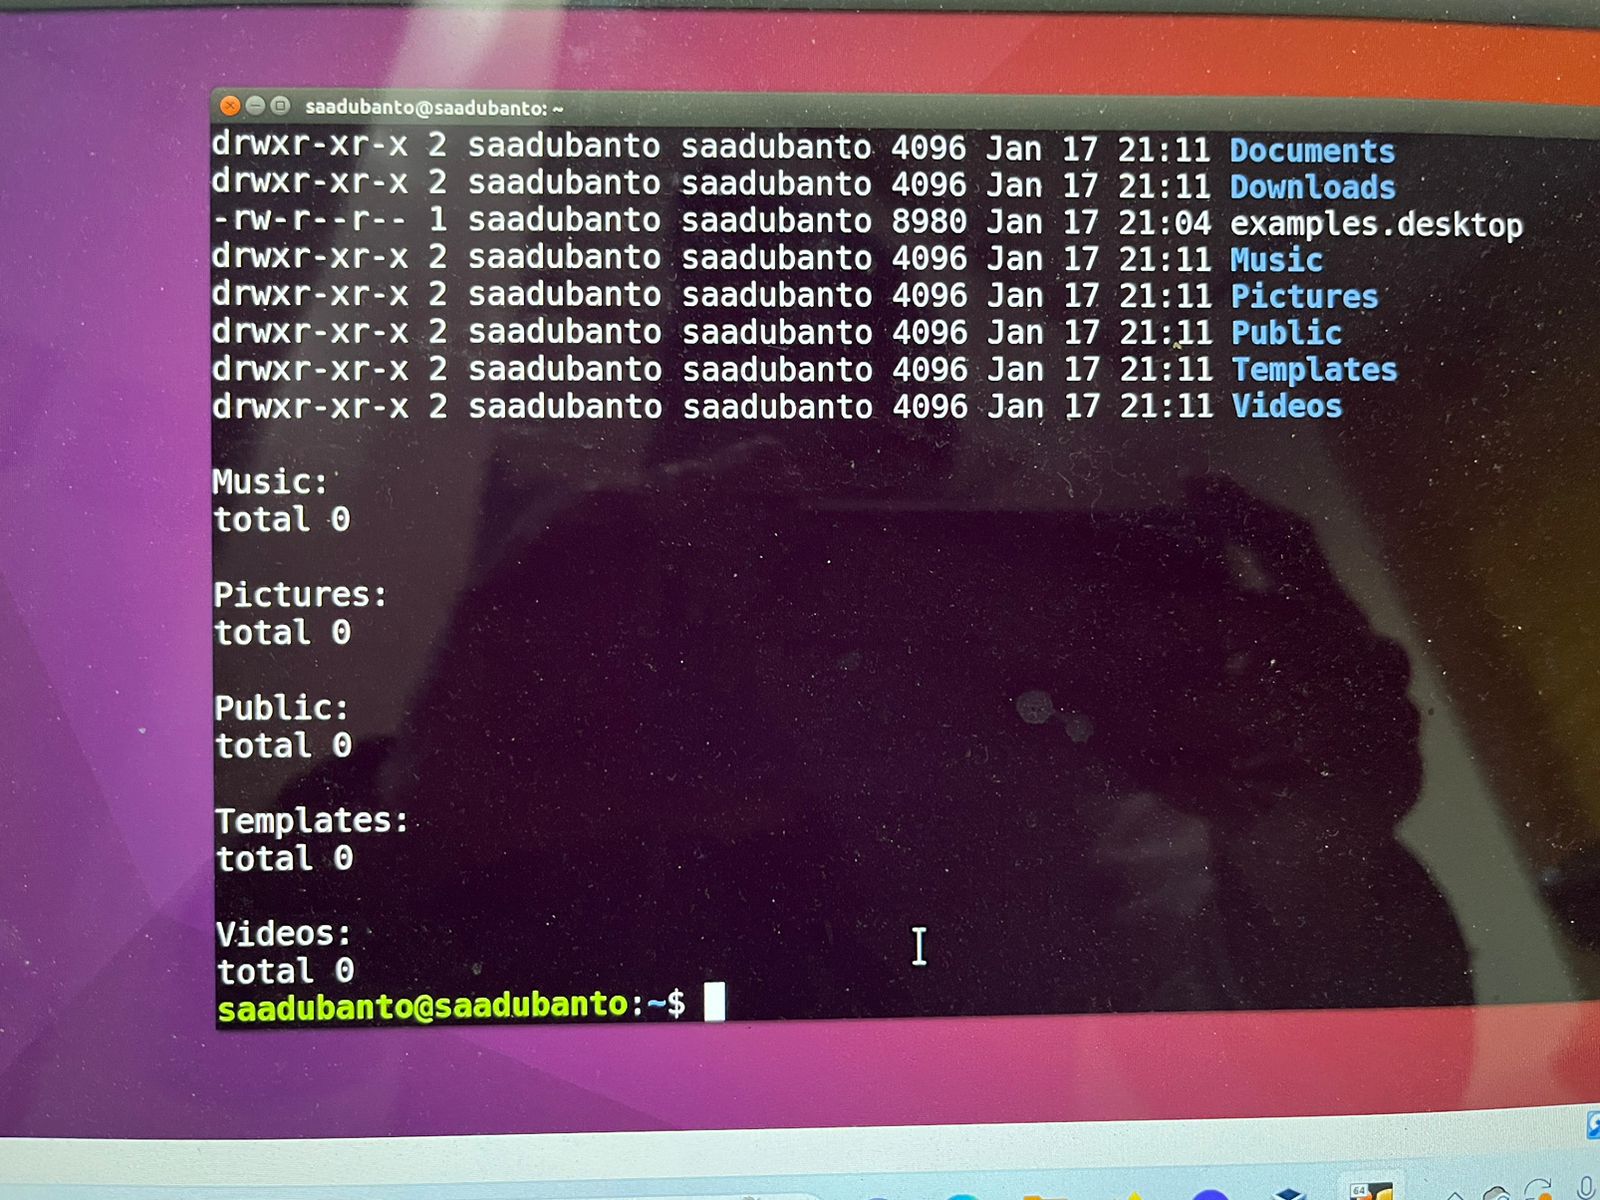 saadubanto@saadubanto: ~
drwxr-xr-x 2 saadubanto saadubanto 4096 Jan 17 21:11 Documents
drwxr-xr-x 2 saadubanto saadubanto 4096 Jan 17 21:11 Downloads
-rw-r--r-- 1 saadubanto saadubanto 8980 Jan 17 21:04 examples.desktop
drwxr-xr-x 2 saadubanto saadubanto 4096 Jan 17 21:11 Music
drwxr-xr-x 2 saadubanto saadubanto 4096 Jan 17 21:11 Pictures
drwxr-xr-x 2 saadubanto saadubanto 4096 Jan 17 21:11 Public
drwxr-xr-x 2 saadubanto saadubanto 4096 Jan 17 21:11 Templates
drwxr-xr-x 2 saadubanto saadubanto 4096 Jan 17 21:11 Videos
Music:
total 0
Pictures:
total 0
Public:
total 0
Templates:
total 0
Videos:
total 0
saadubanto@saadubanto:~$
64